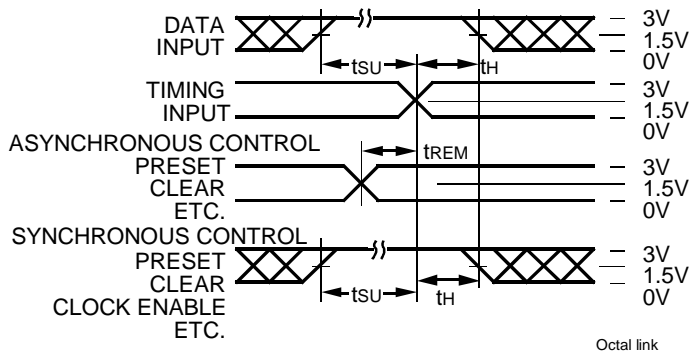 DATA
INPUT
tSU
tH
3V
1.5V
0V
TIMING
INPUT
3V
1.5V
0V
ASYNCHRONOUS CONTROL
PRESET
CLEAR
ETC.
tREM
3V
1.5V
0V
SYNCHRONOUS CONTROL
PRESET
CLEAR
CLOCK ENABLE
ETC.
tSU
tH
3V
1.5V
0V
Octal link